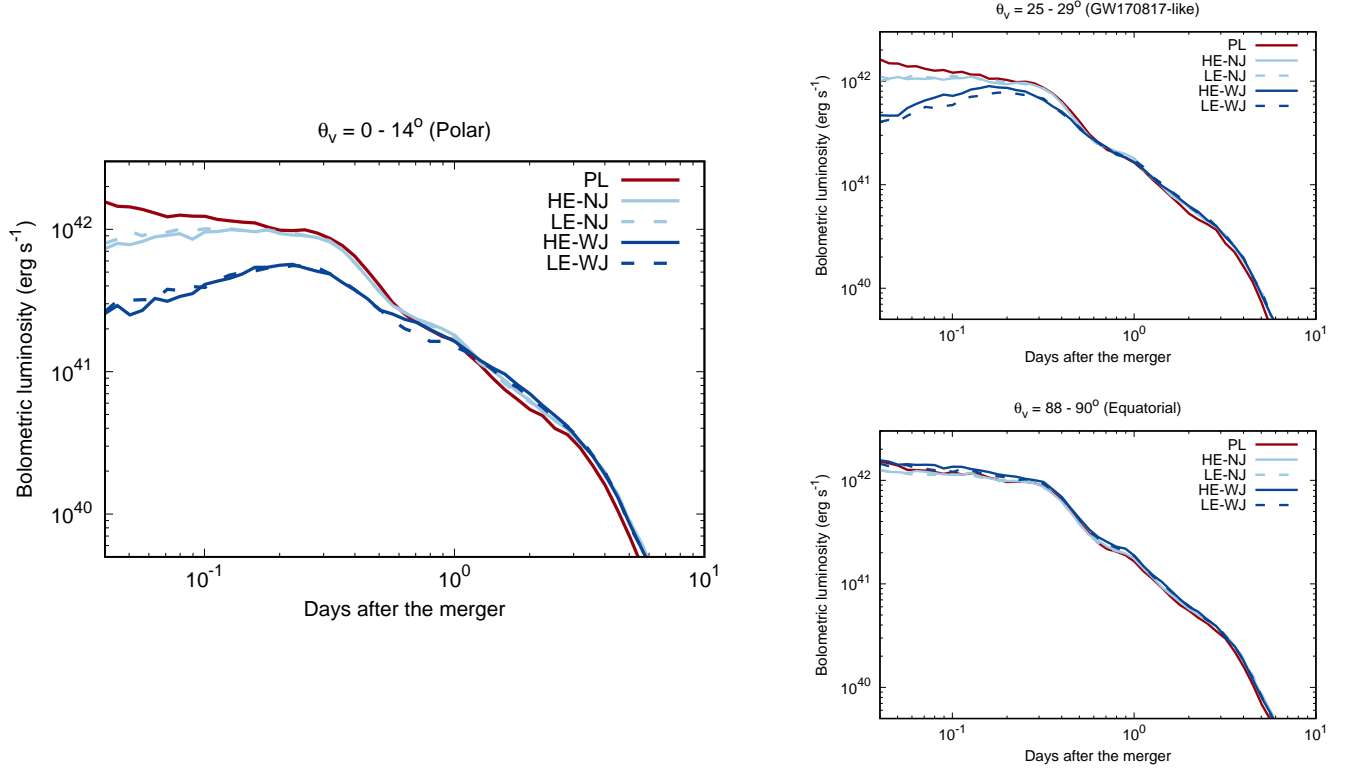 θv = 0 - 14° (Polar)
Bolometric luminosity (erg s-1)
10^42
10^41
10^40
PL
HE-NJ
LE-NJ
HE-WJ
LE-WJ
10^-1
10^0
10^1
Days after the merger
θv = 25 - 29° (GW170817-like)
Bolometric luminosity (erg s-1)
10^42
10^41
10^40
PL
HE-NJ
LE-NJ
HE-WJ
LE-WJ
10^-1
10^0
10^1
Days after the merger
θv = 88 - 90° (Equatorial)
Bolometric luminosity (erg s-1)
10^42
10^41
10^40
PL
HE-NJ
LE-NJ
HE-WJ
LE-WJ
10^-1
10^0
10^1
Days after the merger